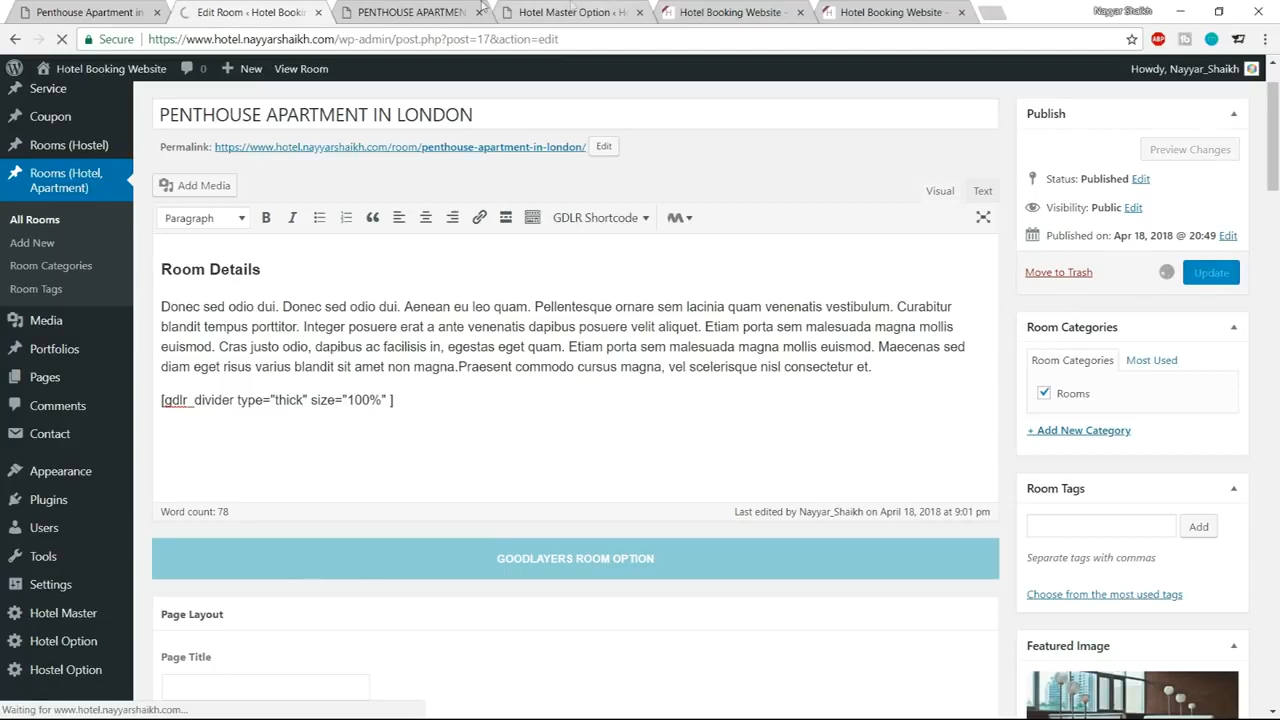 Penthouse Apartment in
Edit Room ‹ Hotel Bookin
PENTHOUSE APARTMEN
Hotel Master Option ‹ H
Hotel Booking Website –
Hotel Booking Website –
Nayyar Shaikh
Secure
https://www.hotel.nayyarshaikh.com/wp-admin/post.php?post=17&action=edit
ABP
Hotel Booking Website
0
New
View Room
Howdy, Nayyar_Shaikh
Service
Coupon
Rooms (Hostel)
Rooms (Hotel,
Apartment)
All Rooms
Add New
Room Categories
Room Tags
Media
Portfolios
Pages
Comments
Contact
Appearance
Plugins
Users
Tools
Settings
Hotel Master
Hotel Option
Hostel Option
PENTHOUSE APARTMENT IN LONDON
Permalink: https://www.hotel.nayyarshaikh.com/room/penthouse-apartment-in-london/ Edit
Add Media
Visual
Text
Paragraph
B
I
GDLR Shortcode
Room Details
Donec sed odio dui. Donec sed odio dui. Aenean eu leo quam. Pellentesque ornare sem lacinia quam venenatis vestibulum. Curabitur
blandit tempus porttitor. Integer posuere erat a ante venenatis dapibus posuere velit aliquet. Etiam porta sem malesuada magna mollis
euismod. Cras justo odio, dapibus ac facilisis in, egestas eget quam. Etiam porta sem malesuada magna mollis euismod. Maecenas sed
diam eget risus varius blandit sit amet non magna.Praesent commodo cursus magna, vel scelerisque nisl consectetur et.
[gdlr_divider type="thick" size="100%" ]
Word count: 78
Last edited by Nayyar_Shaikh on April 18, 2018 at 9:01 pm
GOODLAYERS ROOM OPTION
Page Layout
Page Title
Publish
Preview Changes
Status: Published Edit
Visibility: Public Edit
Published on: Apr 18, 2018 @ 20:49 Edit
Move to Trash
Update
Room Categories
Room Categories
Most Used
Rooms
+ Add New Category
Room Tags
Add
Separate tags with commas
Choose from the most used tags
Featured Image
Waiting for www.hotel.nayyarshaikh.com...